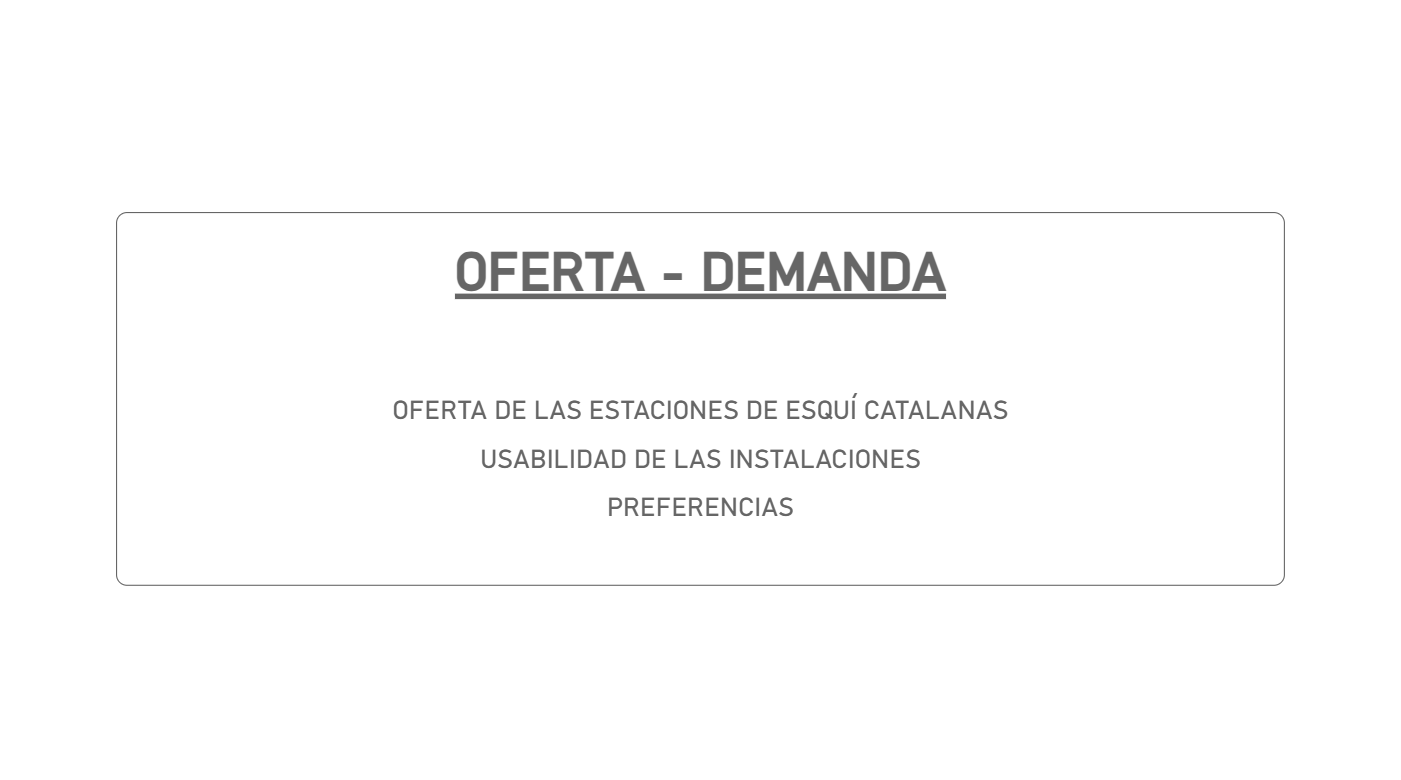 OFERTA - DEMANDA
OFERTA DE LAS ESTACIONES DE ESQUÍ CATALANAS
USABILIDAD DE LAS INSTALACIONES
PREFERENCIAS